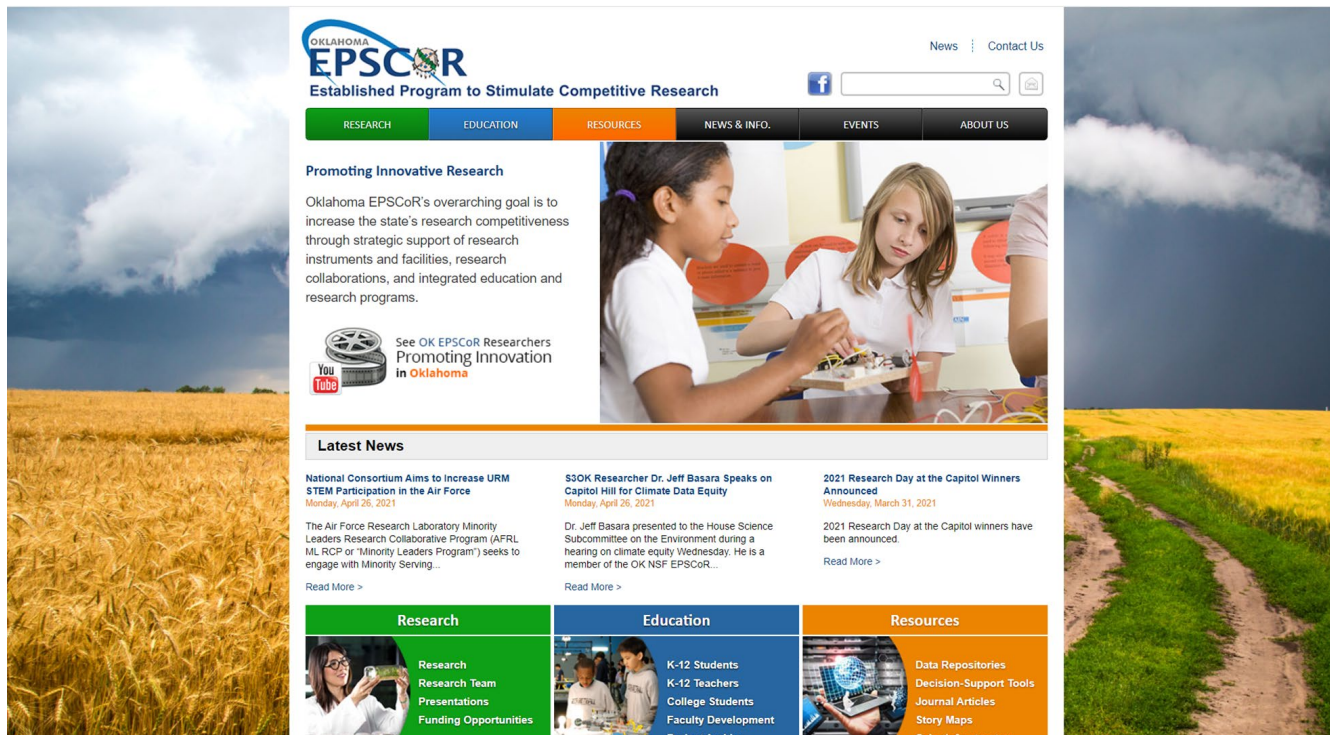 OKLAHOMA
EPSCoR
Established Program to Stimulate Competitive Research
News
Contact Us
f
RESEARCH
EDUCATION
RESOURCES
NEWS & INFO.
EVENTS
ABOUT US
Promoting Innovative Research
Oklahoma EPSCoR's overarching goal is to
increase the state's research competitiveness
through strategic support of research
instruments and facilities, research
collaborations, and integrated education and
research programs.
You
Tube
See OK EPSCoR Researchers
Promoting Innovation
in Oklahoma
Latest News
National Consortium Aims to Increase URM
STEM Participation in the Air Force
Monday, April 26, 2021
The Air Force Research Laboratory Minority
Leaders Research Collaborative Program (AFRL
ML RCP or “Minority Leaders Program”) seeks to
engage with Minority Serving...
Read More >
S3OK Researcher Dr. Jeff Basara Speaks on
Capitol Hill for Climate Data Equity
Monday, April 26, 2021
Dr. Jeff Basara presented to the House Science
Subcommittee on the Environment during a
hearing on climate equity Wednesday. He is a
member of the OK NSF EPSCoR...
Read More >
2021 Research Day at the Capitol Winners
Announced
Wednesday, March 31, 2021
2021 Research Day at the Capitol winners have
been announced.
Read More >
Research
Research
Research Team
Presentations
Funding Opportunities
Education
K-12 Students
K-12 Teachers
College Students
Faculty Development
Resources
Data Repositories
Decision-Support Tools
Journal Articles
Story Maps